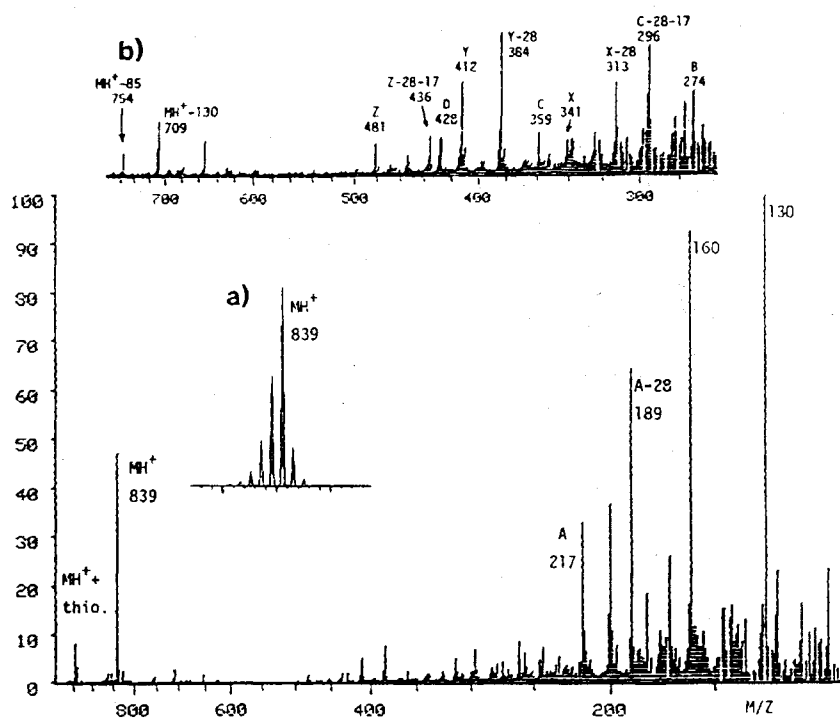 b)
MH⁺-85
754
MH⁺-130
709
Z
481
Z-28-17
436
D
428
Y
412
Y-28
384
C
359
X
341
X-28
313
C-28-17
296
B
274
700
600
500
400
300
100
90
80
70
60
50
40
30
20
10
0
a)
MH⁺
839
MH⁺
839
MH⁺+
thio.
A
217
A-28
189
160
130
800
600
400
200
M/Z